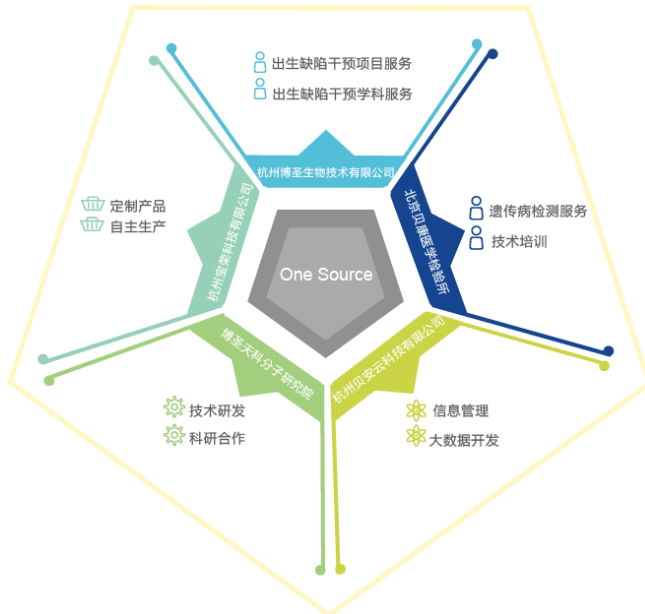 出生缺陷干预项目服务
出生缺陷干预学科服务
杭州博圣生物技术有限公司
定制产品
自主生产
杭州宝荣科技有限公司
北京贝康医学检验所
遗传病检测服务
技术培训
One Source
博圣天科分子研究院
杭州贝安云科技有限公司
技术研发
科研合作
信息管理
大数据开发